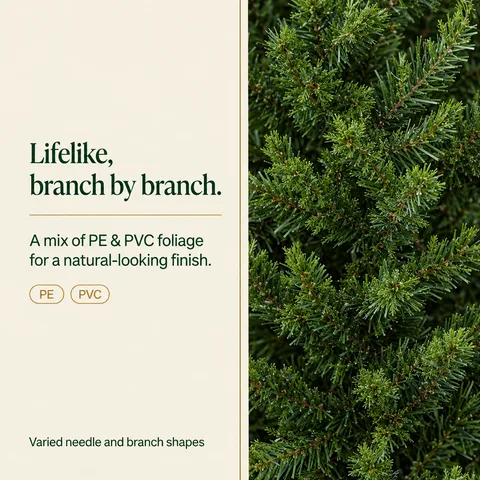 Lifelike,
branch by branch.
A mix of PE & PVC foliage
for a natural-looking finish.
PE
PVC
Varied needle and branch shapes